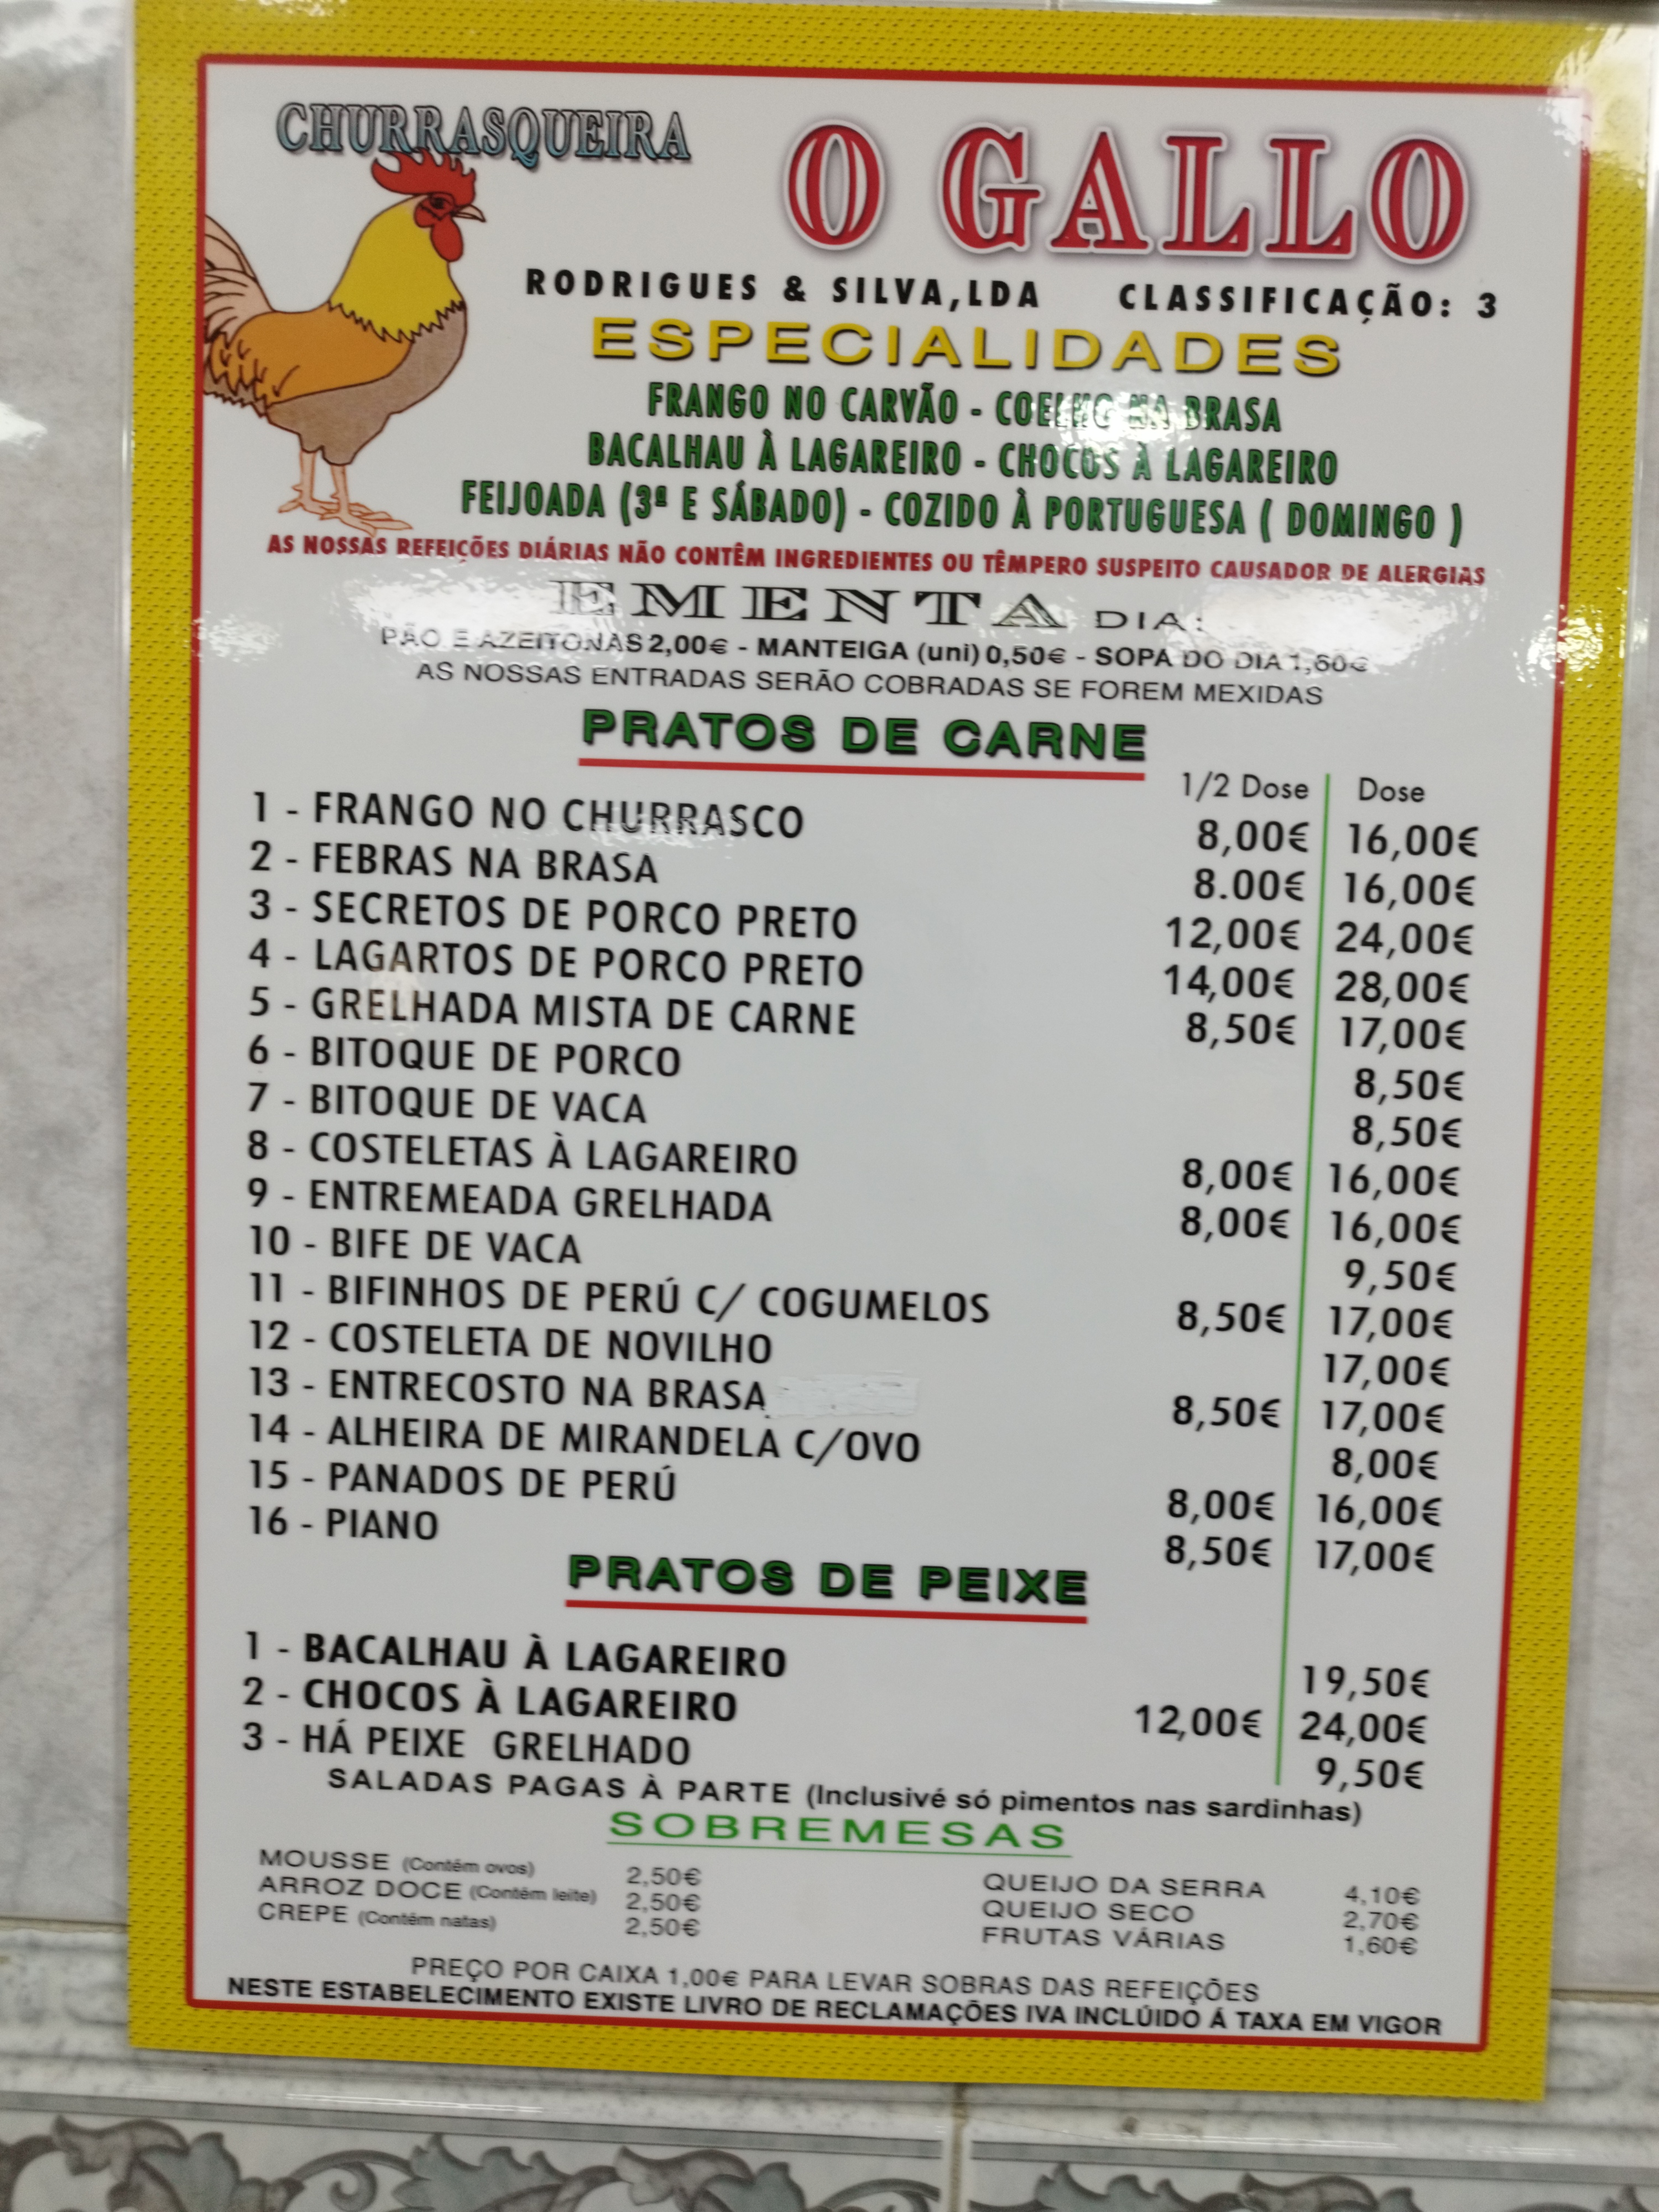 CHURRASQUEIRA
O GALLO
RODRIGUES & SILVA,LDA CLASSIFICAÇÃO: 3
ESPECIALIDADES
FRANGO NO CARVÃO - COELHO NA BRASA
BACALHAU À LAGAREIRO - CHOCOS À LAGAREIRO
FEIJOADA (3ª E SÁBADO) - COZIDO À PORTUGUESA ( DOMINGO )
AS NOSSAS REFEIÇÕES DIÁRIAS NÃO CONTÊM INGREDIENTES OU TÊMPERO SUSPEITO CAUSADOR DE ALERGIAS
EMENTA DIA:
PÃO E AZEITONAS 2,00€ - MANTEIGA (uni) 0,50€ - SOPA DO DIA 1,60€
AS NOSSAS ENTRADAS SERÃO COBRADAS SE FOREM MEXIDAS
PRATOS DE CARNE
1/2 Dose Dose
1 - FRANGO NO CHURRASCO 8,00€ 16,00€
2 - FEBRAS NA BRASA 8.00€ 16,00€
3 - SECRETOS DE PORCO PRETO 12,00€ 24,00€
4 - LAGARTOS DE PORCO PRETO 14,00€ 28,00€
5 - GRELHADA MISTA DE CARNE 8,50€ 17,00€
6 - BITOQUE DE PORCO 8,50€
7 - BITOQUE DE VACA 8,50€
8 - COSTELETAS À LAGAREIRO 8,00€ 16,00€
9 - ENTREMEADA GRELHADA 8,00€ 16,00€
10 - BIFE DE VACA 9,50€
11 - BIFINHOS DE PERÚ C/ COGUMELOS 8,50€ 17,00€
12 - COSTELETA DE NOVILHO 17,00€
13 - ENTRECOSTO NA BRASA 8,50€ 17,00€
14 - ALHEIRA DE MIRANDELA C/OVO 8,00€
15 - PANADOS DE PERÚ 8,00€ 16,00€
16 - PIANO 8,50€ 17,00€
PRATOS DE PEIXE
1 - BACALHAU À LAGAREIRO 19,50€
2 - CHOCOS À LAGAREIRO 12,00€ 24,00€
3 - HÁ PEIXE GRELHADO 9,50€
SALADAS PAGAS À PARTE (Inclusivé só pimentos nas sardinhas)
SOBREMESAS
MOUSSE (Contêm ovos) 2,50€ QUEIJO DA SERRA 4,10€
ARROZ DOCE (Contêm leite) 2,50€ QUEIJO SECO 2,70€
CREPE (Contêm natas) 2,50€ FRUTAS VÁRIAS 1,60€
PREÇO POR CAIXA 1,00€ PARA LEVAR SOBRAS DAS REFEIÇÕES
NESTE ESTABELECIMENTO EXISTE LIVRO DE RECLAMAÇÕES IVA INCLÚIDO Á TAXA EM VIGOR